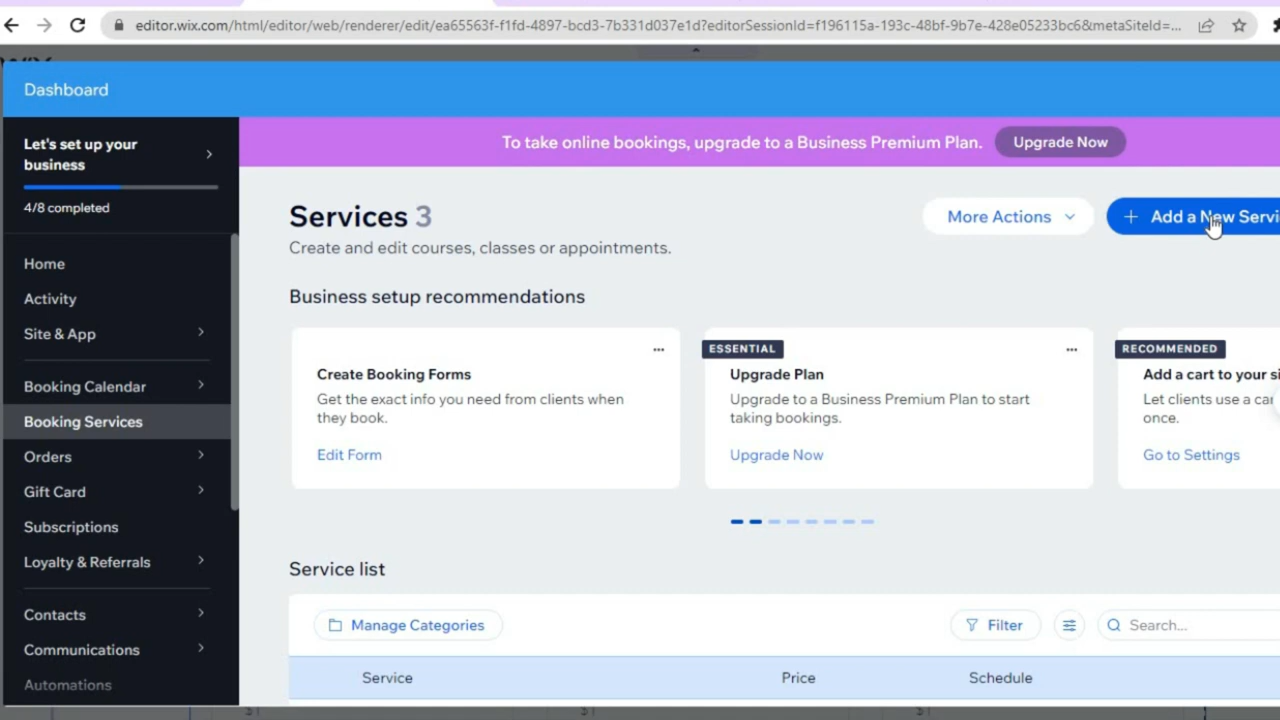 editor.wix.com/html/editor/web/renderer/edit/ea65563f-f1fd-4897-bcd3-7b331d037e1d?editorSessionId=f196115a-193c-48bf-9b7e-428e05233bc6&metaSiteId=...
Dashboard
Let's set up your
business
4/8 completed
Home
Activity
Site & App
Booking Calendar
Booking Services
Orders
Gift Card
Subscriptions
Loyalty & Referrals
Contacts
Communications
Automations
To take online bookings, upgrade to a Business Premium Plan.
Upgrade Now
Services 3
More Actions
+ Add a New Servi
Create and edit courses, classes or appointments.
Business setup recommendations
Create Booking Forms
Get the exact info you need from clients when
they book.
Edit Form
ESSENTIAL
Upgrade Plan
Upgrade to a Business Premium Plan to start
taking bookings.
Upgrade Now
RECOMMENDED
Add a cart to your si
Let clients use a ca
once.
Go to Settings
Service list
Manage Categories
Filter
Search...
Service Price Schedule